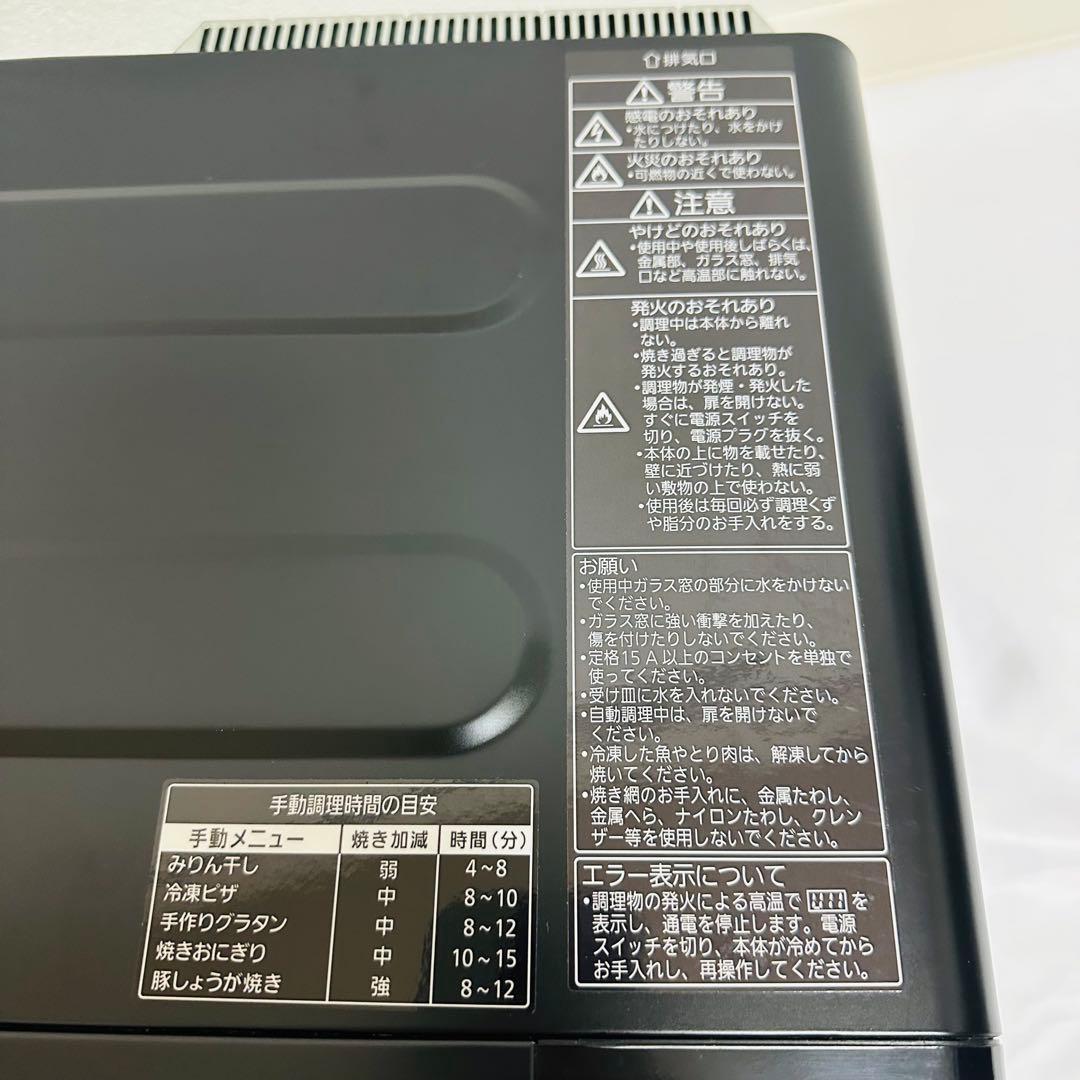 ⇧排気口
⚠警告
感電のおそれあり
•水につけたり、水をかけ
たりしない。
火災のおそれあり
•可燃物の近くで使わない。
⚠注意
やけどのおそれあり
•使用中や使用後しばらくは、
金属部、ガラス窓、排気
口など高温部に触れない。
発火のおそれあり
•調理中は本体から離れ
ない。
•焼き過ぎると調理物が
発火するおそれあり。
•調理物が発煙・発火した
場合は、扉を開けない。
すぐに電源スイッチを
切り、電源プラグを抜く。
•本体の上に物を載せたり、
壁に近づけたり、熱に弱
い敷物の上で使わない。
•使用後は毎回必ず調理くず
や脂分のお手入れをする。
お願い
•使用中ガラス窓の部分に水をかけない
でください。
•ガラス窓に強い衝撃を加えたり、
傷を付けたりしないでください。
•定格15A以上のコンセントを単独で
使ってください。
•受け皿に水を入れないでください。
•自動調理中は、扉を開けないで
ください。
•冷凍した魚やとり肉は、解凍してから
焼いてください。
•焼き網のお手入れに、金属たわし、
金属へら、ナイロンたわし、クレン
ザー等を使用しないでください。
エラー表示について
•調理物の発火による高温で を
表示し、通電を停止します。電源
スイッチを切り、本体が冷めてから
お手入れし、再操作してください。
手動調理時間の目安
手動メニュー 焼き加減 時間(分)
みりん干し 弱 4~8
冷凍ピザ 中 8~10
手作りグラタン 中 8~12
焼きおにぎり 中 10~15
豚しょうが焼き 強 8~12